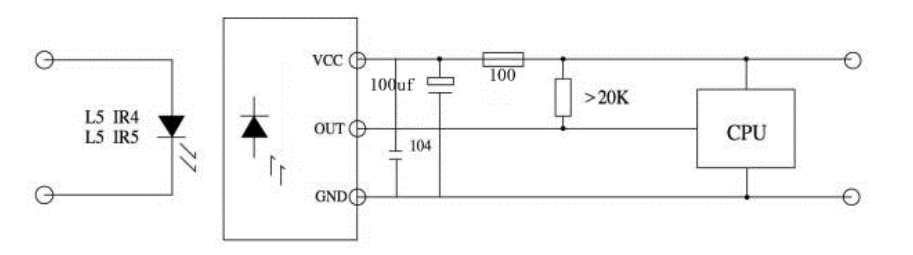 VCC
100uf
100
L5 IR4
>20K
L5 IR5
OUT
CPU
104
GND